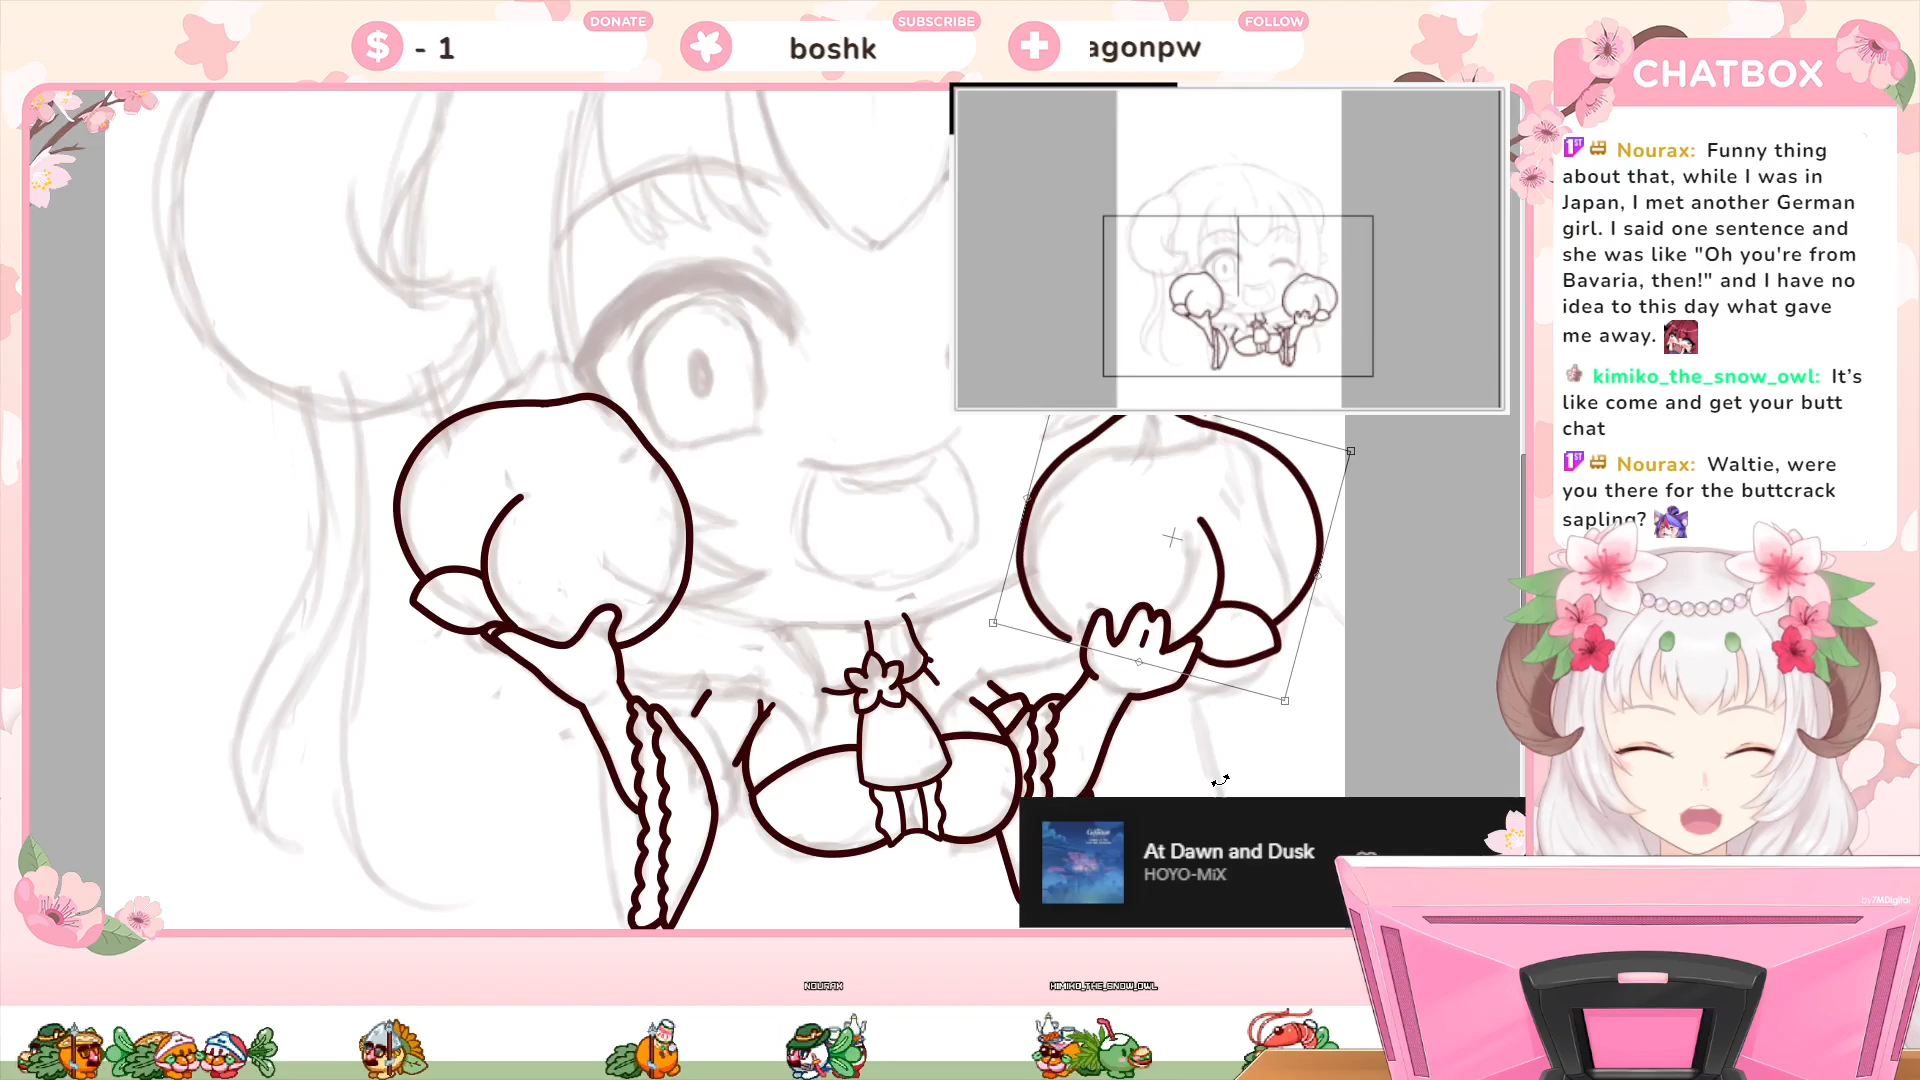 DONATE
SUBSCRIBE
FOLLOW
- 1
boshk
agonpw
CHATBOX
Nourax: Funny thing
about that, while I was in
Japan, I met another German
girl. I said one sentence and
she was like "Oh you're from
Bavaria, then!" and I have no
idea to this day what gave
me away.
kimiko_the_snow_owl: It's
like come and get your butt
chat
Nourax: Waltie, were
you there for the buttcrack
sapling?
At Dawn and Dusk
HOYO-MiX
by7MDigital
NOURAX
KIMIKO_THE_SNOW_OWL